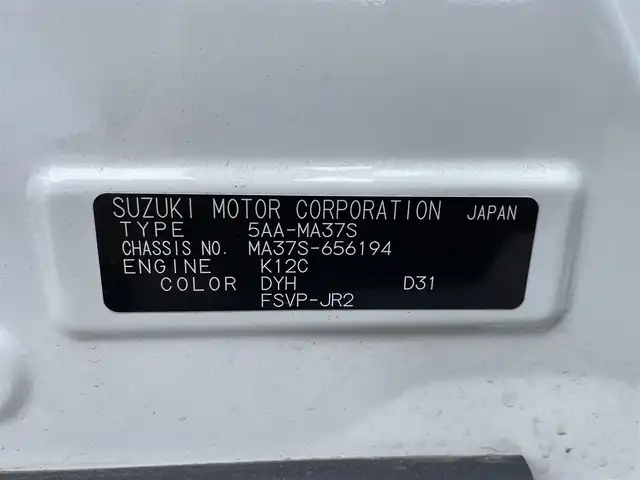 SUZUKI MOTOR CORPORATION JAPAN
TYPE 5AA-MA37S
CHASSIS NO. MA37S-656194
ENGINE K12C
COLOR DYH D31
FSVP-JR2